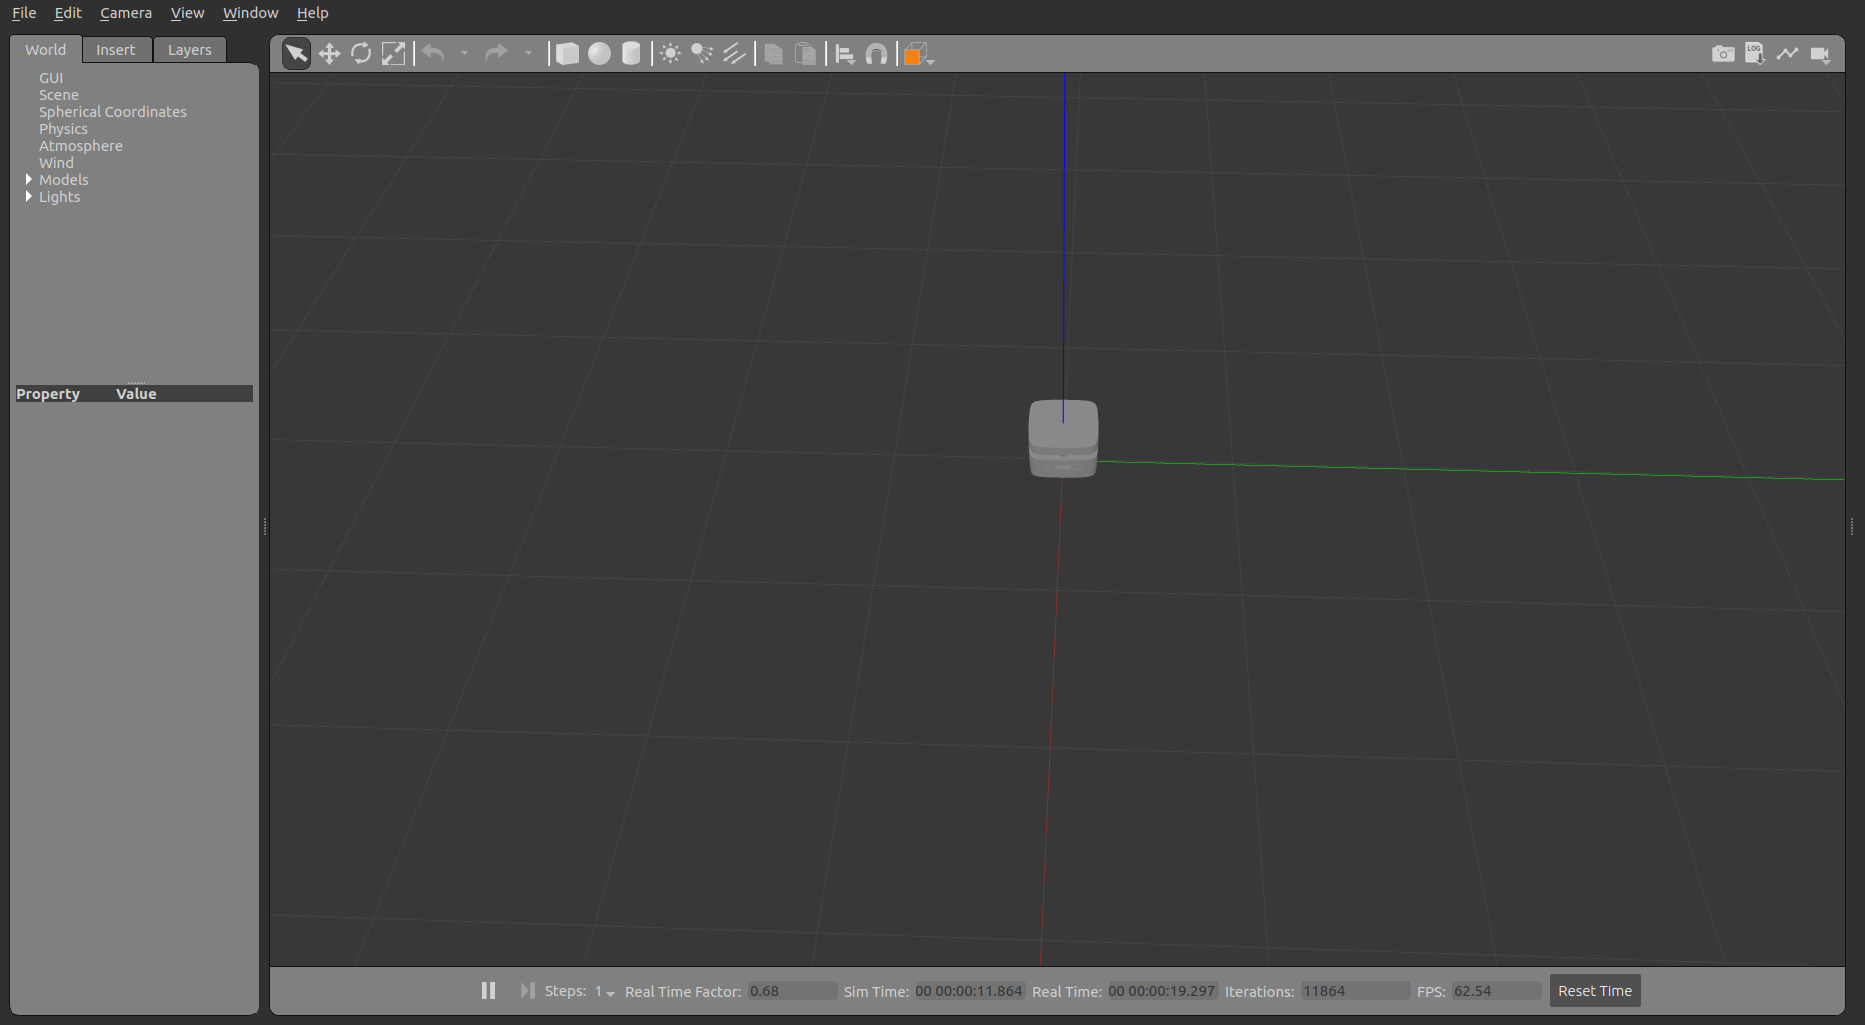 File Edit Camera View Window Help
World Insert Layers
LOG
GUI
Scene
Spherical Coordinates
Physics
Atmosphere
Wind
Models
Lights
Property Value
Steps: 1 Real Time Factor: 0.68 Sim Time: 00 00:00:11.864 Real Time: 00 00:00:19.297 Iterations: 11864 FPS: 62.54 Reset Time